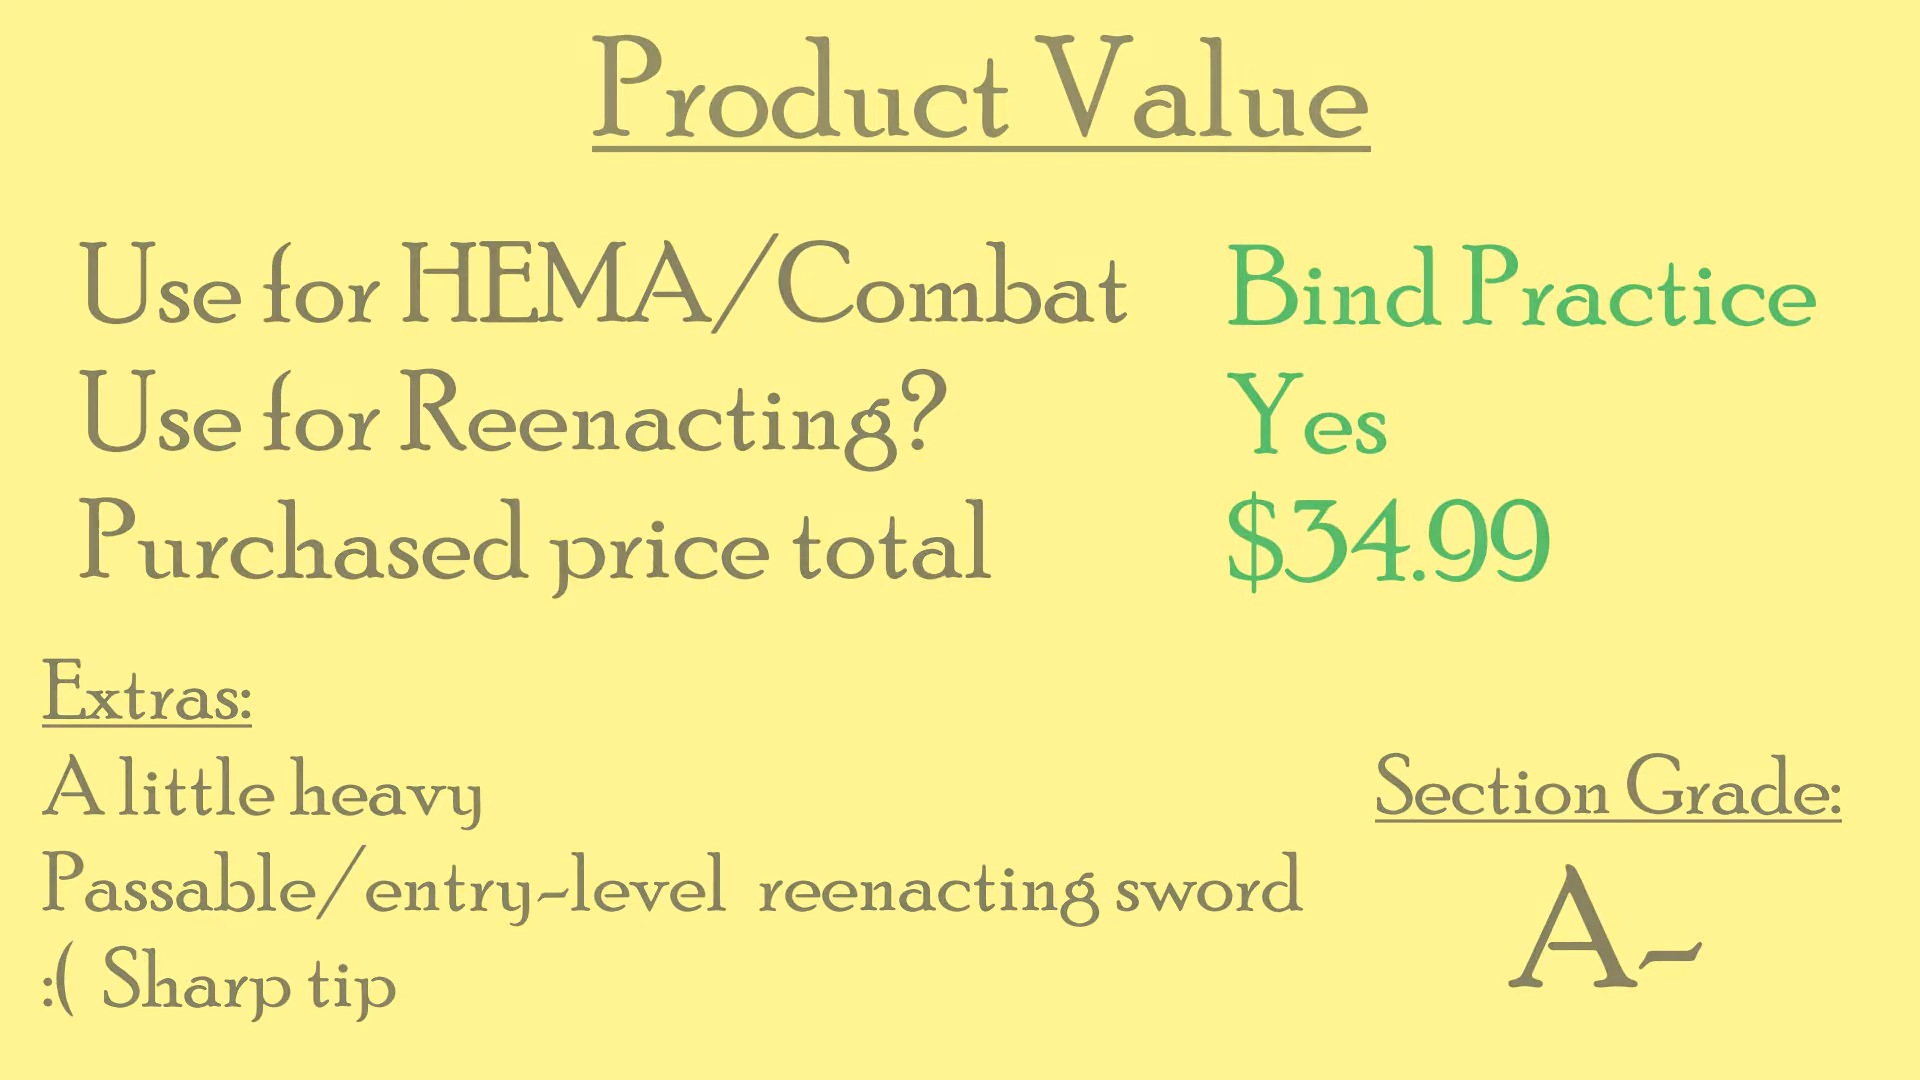 Product Value
Use for HEMA/Combat Bind Practice
Use for Reenacting? Yes
Purchased price total $34.99
Extras:
A little heavy
Passable/entry-level reenacting sword
:( Sharp tip
Section Grade:
A-